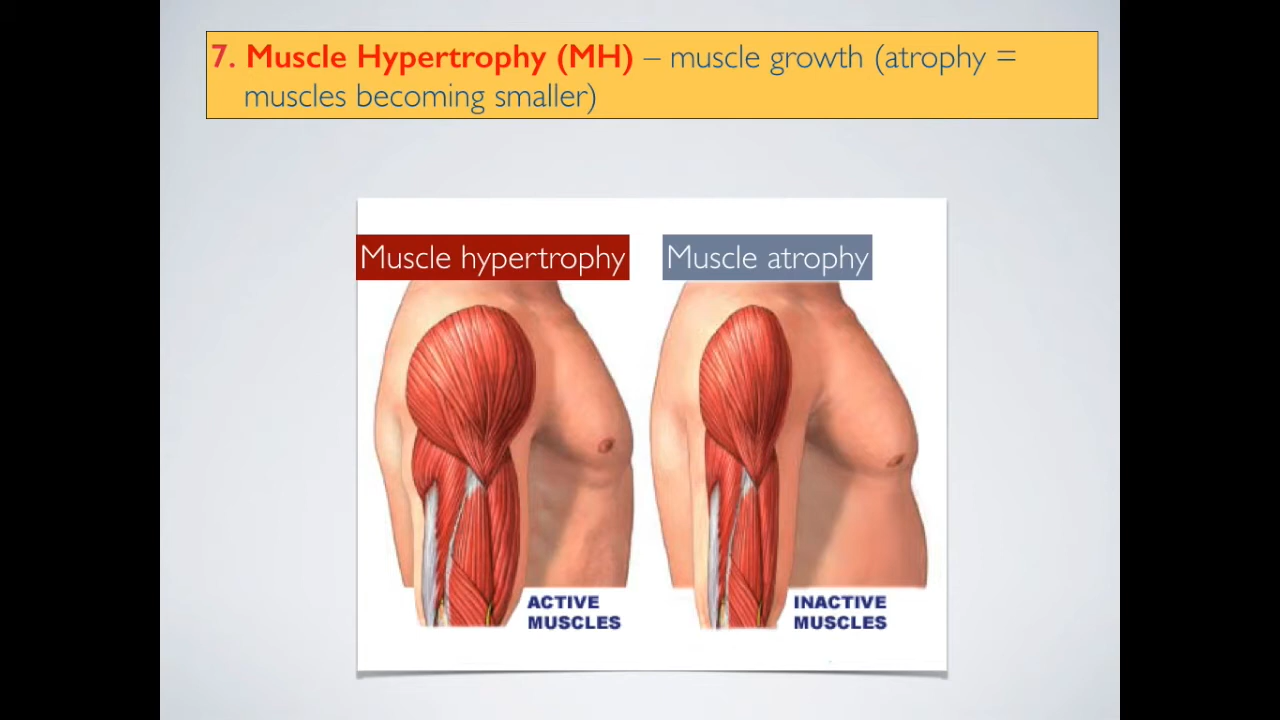 7. Muscle Hypertrophy (MH) – muscle growth (atrophy =
muscles becoming smaller)
Muscle hypertrophy
Muscle atrophy
ACTIVE
MUSCLES
INACTIVE
MUSCLES